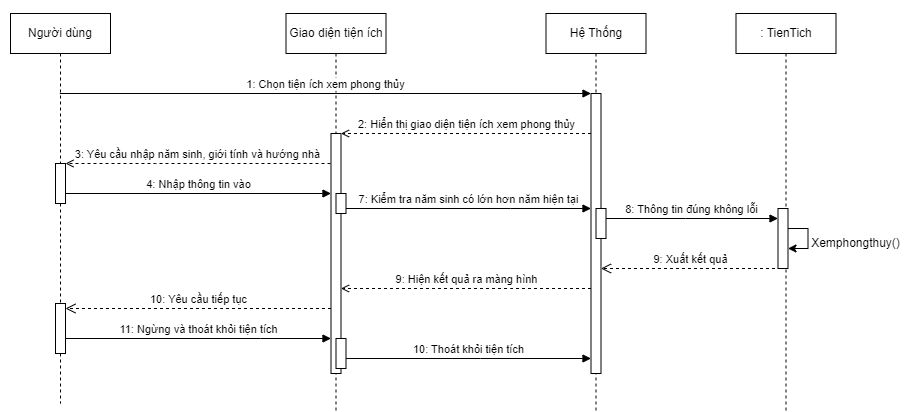 Người dùng
Giao diện tiện ích
Hệ Thống
: TienTich
1: Chọn tiện ích xem phong thủy
2: Hiển thị giao diện tiện ích xem phong thủy
3: Yêu cầu nhập năm sinh, giới tính và hướng nhà
4: Nhập thông tin vào
7: Kiểm tra năm sinh có lớn hơn năm hiện tại
8: Thông tin đúng không lỗi
Xemphongthuy()
9: Xuất kết quả
9: Hiện kết quả ra màng hình
10: Yêu cầu tiếp tục
11: Ngừng và thoát khỏi tiện tích
10: Thoát khỏi tiện tích